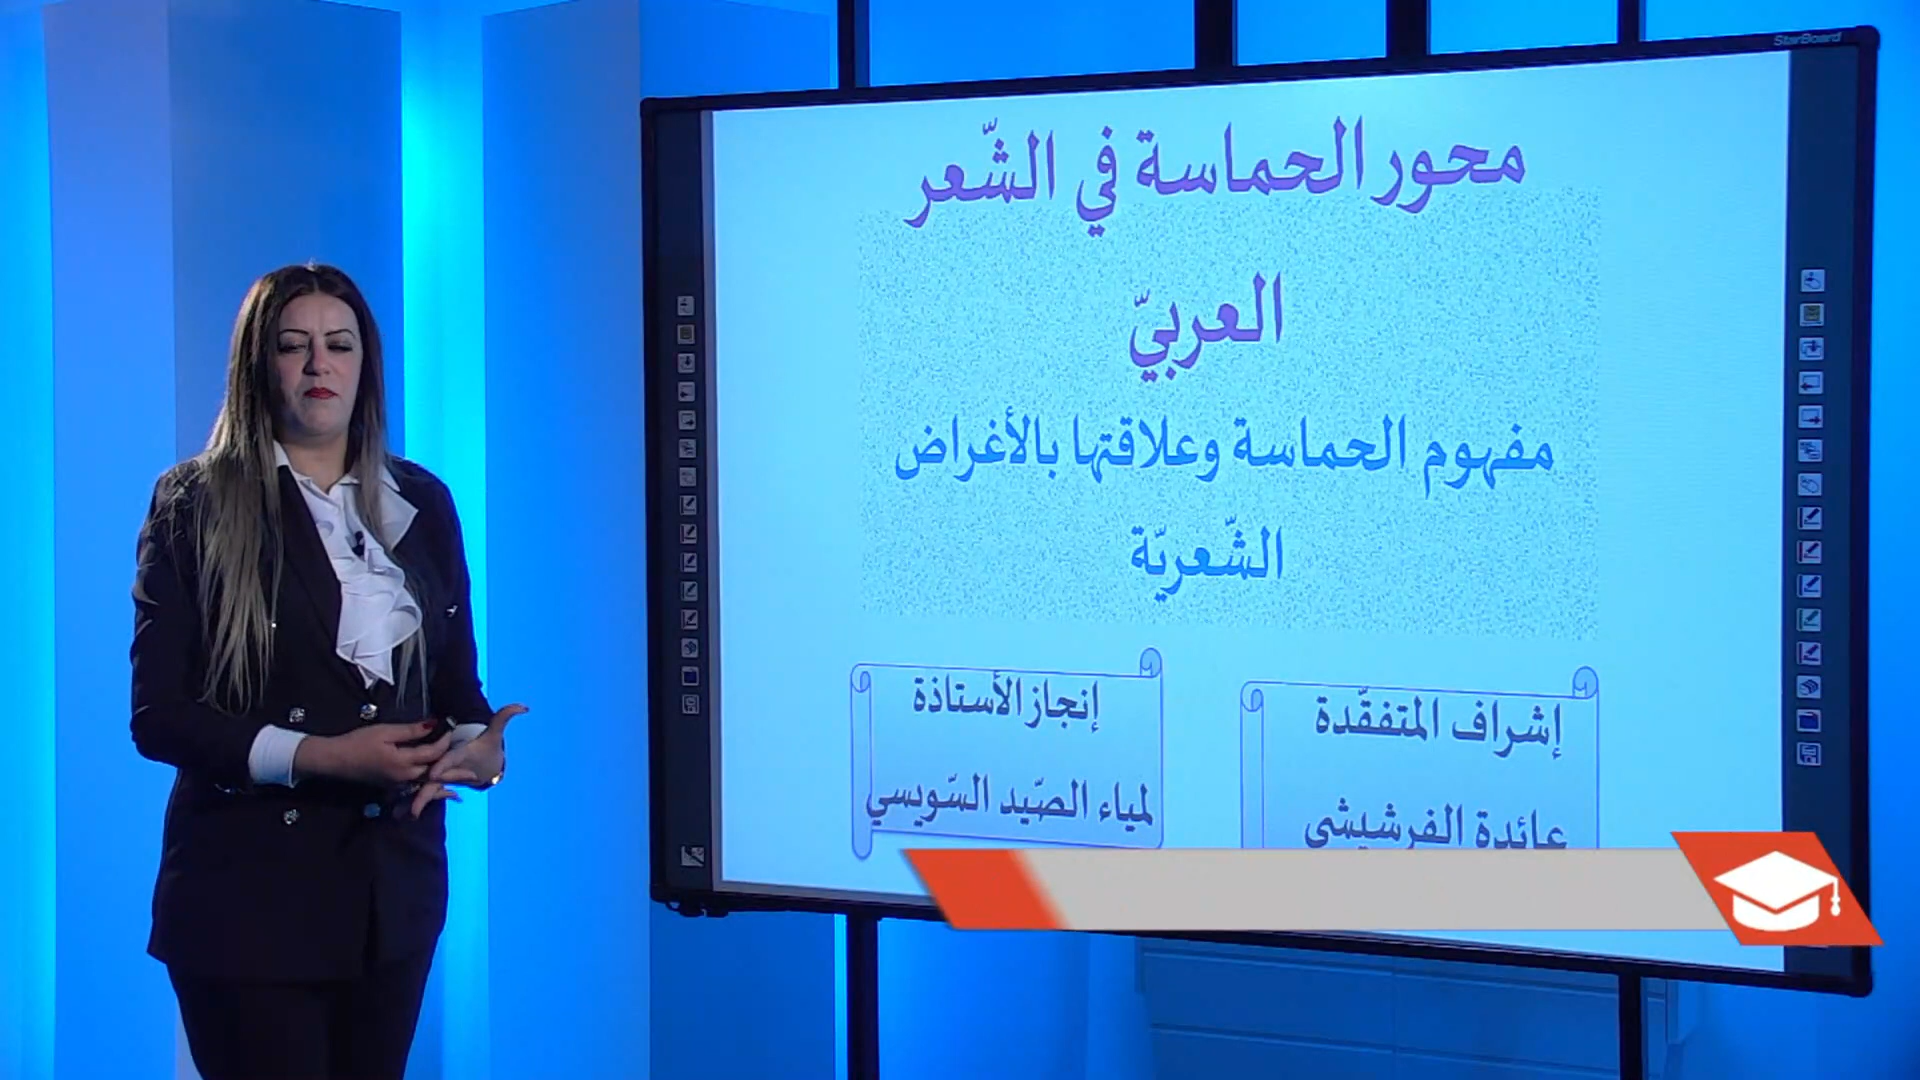 StarBoard
محور الحماسة في الشّعر
العربيّ
مفهوم الحماسة وعلاقتها بالأغراض
الشّعريّة
إشراف المتفقّدة
عائدة الفرشيشي
إنجاز الأستاذة
لمياء الصّيد السّويسي